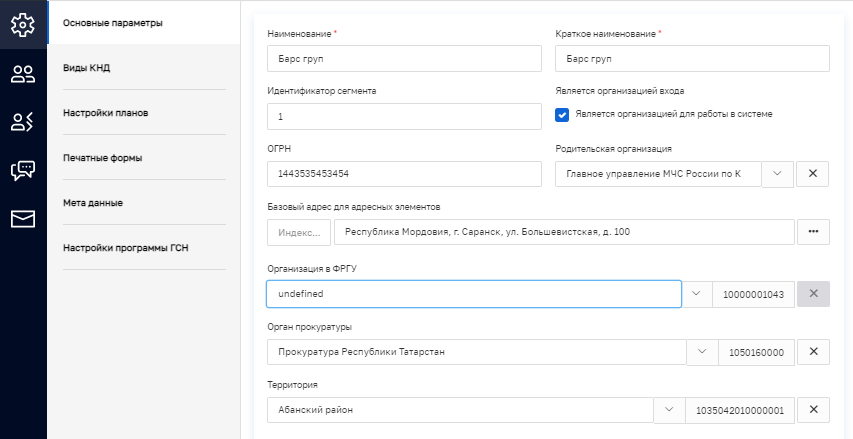 Основные параметры
Виды КНД
Настройки планов
Печатные формы
Мета данные
Настройки программы ГСН
Наименование * Краткое наименование *
Барс груп Барс груп
Идентификатор сегмента Является организацией входа
1 Является организацией для работы в системе
ОГРН Родительская организация
1443535453454 Главное управление МЧС России по К
Базовый адрес для адресных элементов
Индекс... Республика Мордовия, г. Саранск, ул. Большевистская, д. 100
Организация в ФРГУ
undefined 10000001043
Орган прокуратуры
Прокуратура Республики Татарстан 1050160000
Территория
Абанский район 1035042010000001